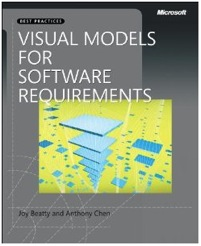 BEST PRACTICES
Microsoft
VISUAL MODELS
FOR
SOFTWARE
REQUIREMENTS
Joy Beatty and Anthony Chen